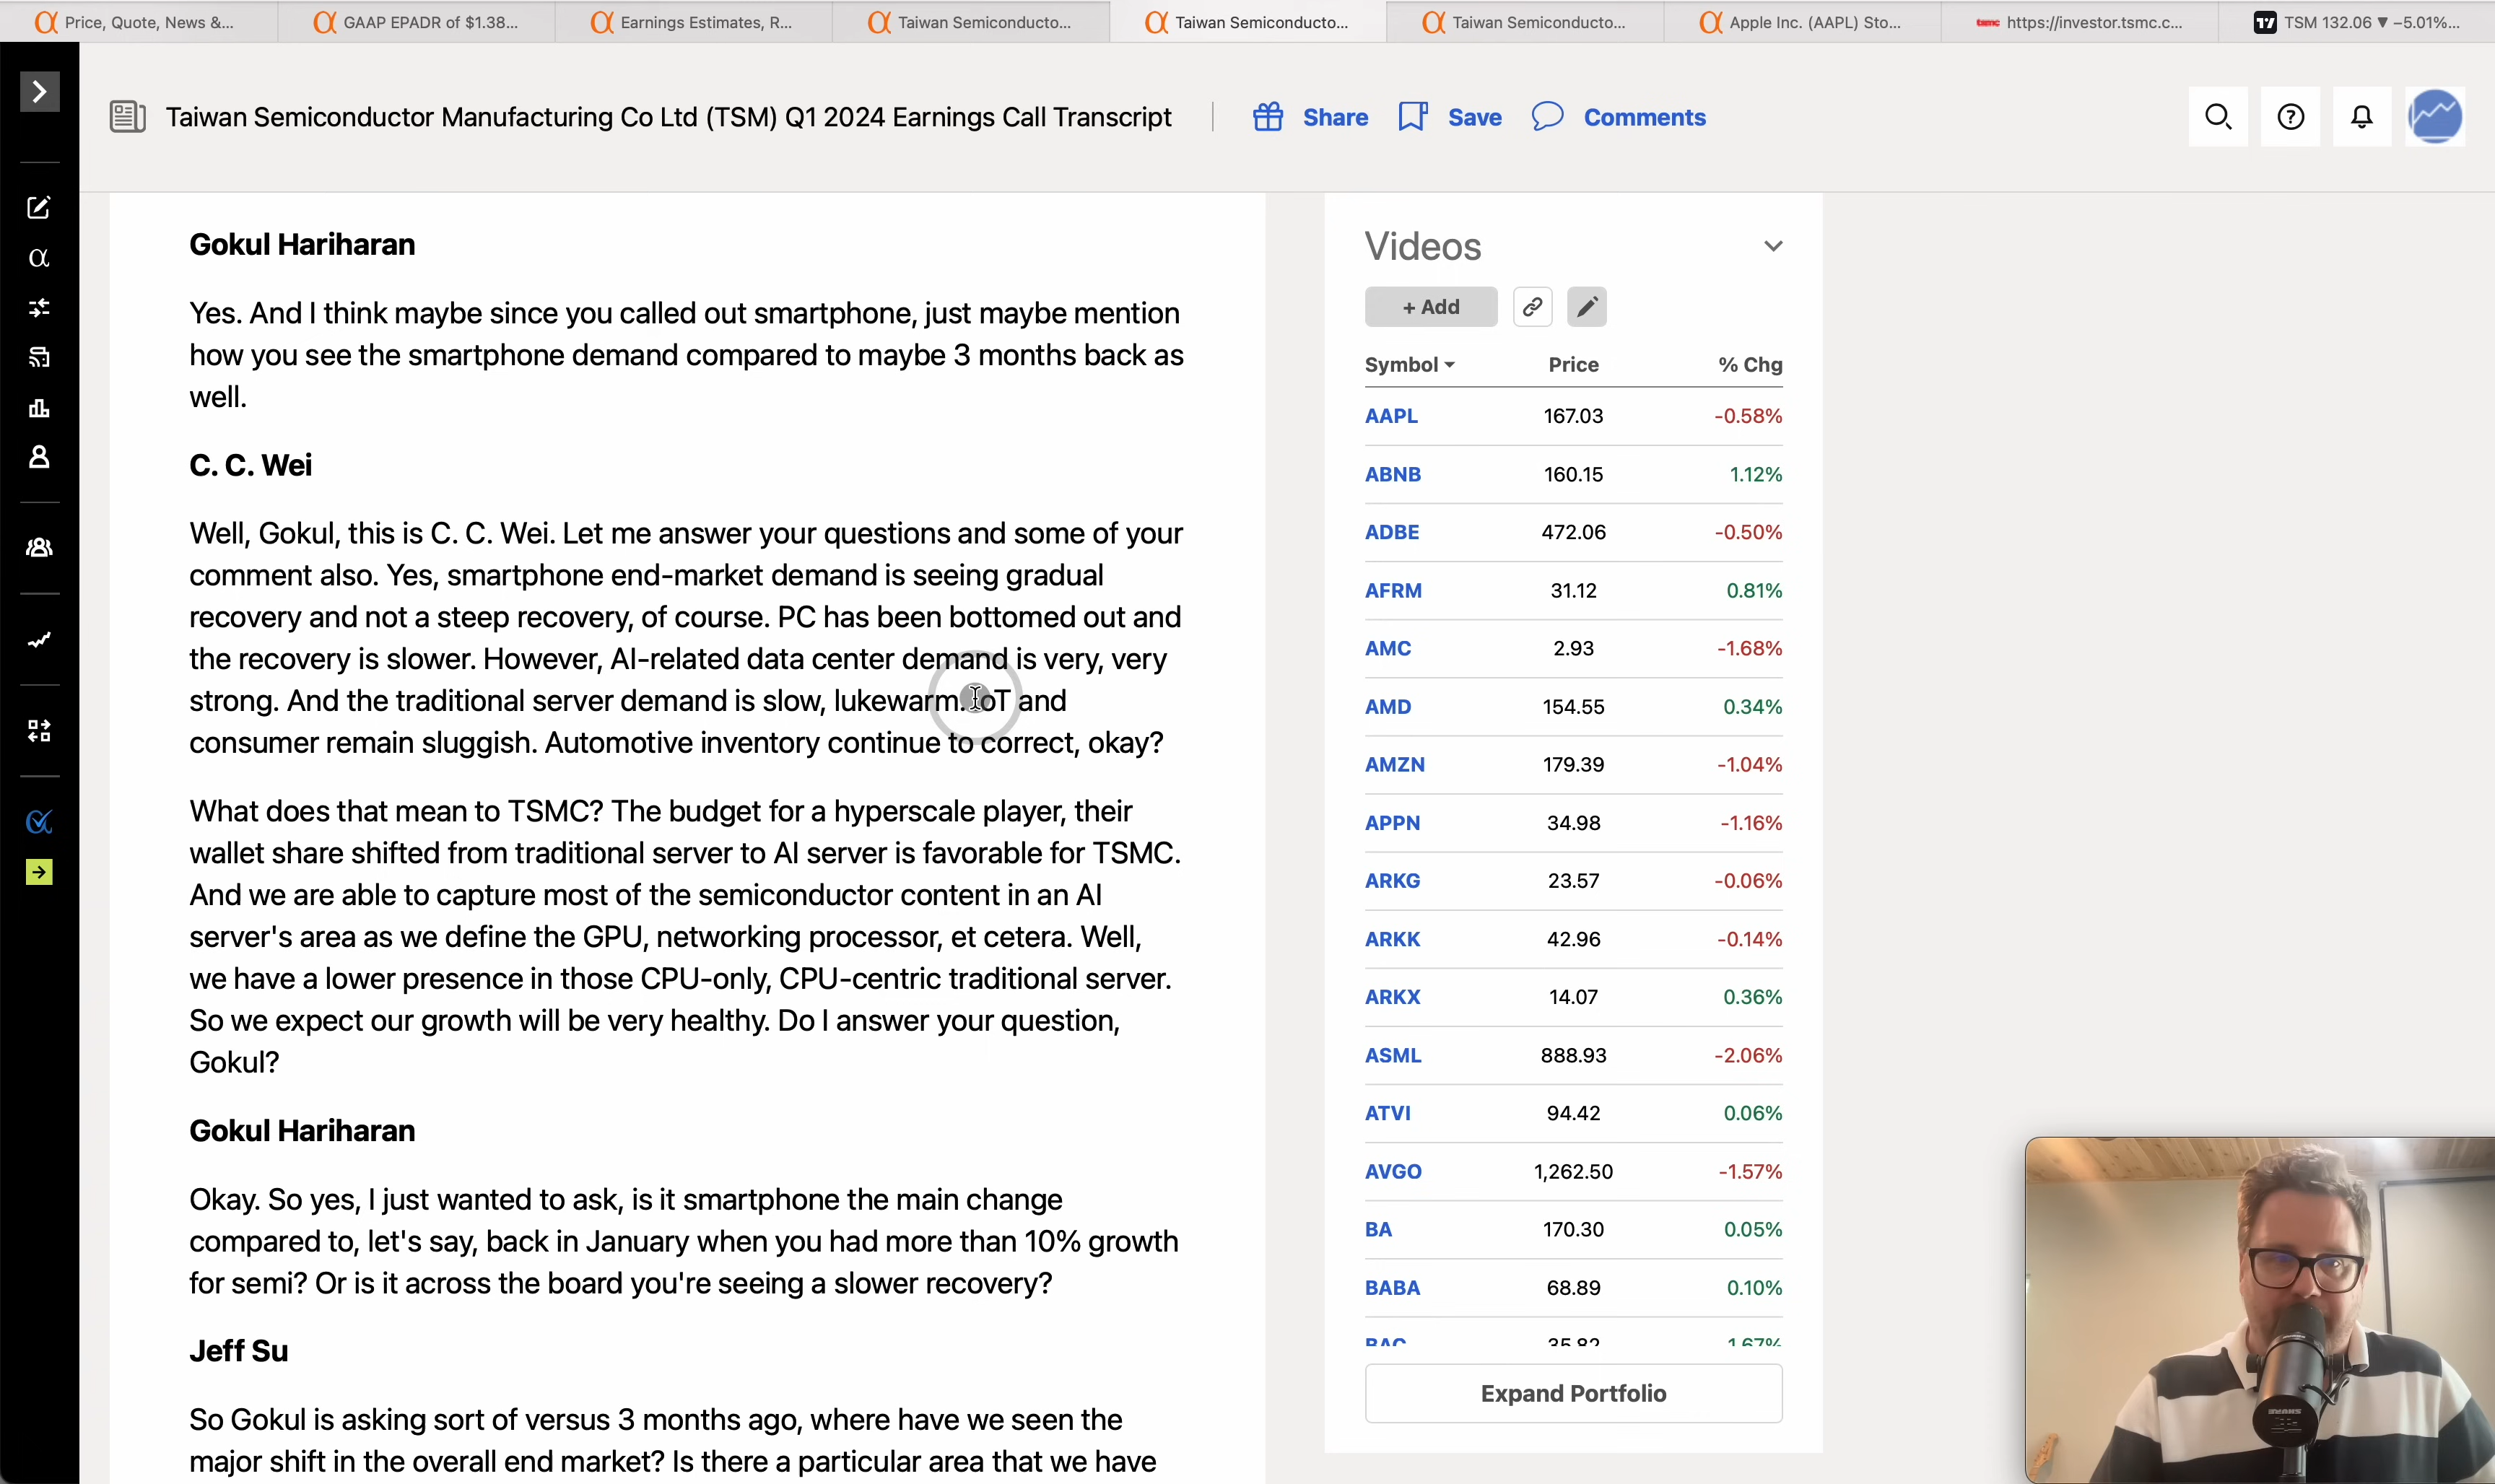 Price, Quote, News &...
GAAP EPADR of $1.38...
Earnings Estimates, R...
Taiwan Semiconducto...
Taiwan Semiconducto...
Taiwan Semiconducto...
Apple Inc. (AAPL) Sto...
tsmc https://investor.tsmc.c...
TSM 132.06 ▼ −5.01%...
Taiwan Semiconductor Manufacturing Co Ltd (TSM) Q1 2024 Earnings Call Transcript
Share
Save
Comments
Gokul Hariharan
Yes. And I think maybe since you called out smartphone, just maybe mention
how you see the smartphone demand compared to maybe 3 months back as
well.
C. C. Wei
Well, Gokul, this is C. C. Wei. Let me answer your questions and some of your
comment also. Yes, smartphone end-market demand is seeing gradual
recovery and not a steep recovery, of course. PC has been bottomed out and
the recovery is slower. However, AI-related data center demand is very, very
strong. And the traditional server demand is slow, lukewarm. IoT and
consumer remain sluggish. Automotive inventory continue to correct, okay?
What does that mean to TSMC? The budget for a hyperscale player, their
wallet share shifted from traditional server to AI server is favorable for TSMC.
And we are able to capture most of the semiconductor content in an AI
server's area as we define the GPU, networking processor, et cetera. Well,
we have a lower presence in those CPU-only, CPU-centric traditional server.
So we expect our growth will be very healthy. Do I answer your question,
Gokul?
Gokul Hariharan
Okay. So yes, I just wanted to ask, is it smartphone the main change
compared to, let's say, back in January when you had more than 10% growth
for semi? Or is it across the board you're seeing a slower recovery?
Jeff Su
So Gokul is asking sort of versus 3 months ago, where have we seen the
major shift in the overall end market? Is there a particular area that we have
Videos
+ Add
Symbol Price % Chg
AAPL 167.03 -0.58%
ABNB 160.15 1.12%
ADBE 472.06 -0.50%
AFRM 31.12 0.81%
AMC 2.93 -1.68%
AMD 154.55 0.34%
AMZN 179.39 -1.04%
APPN 34.98 -1.16%
ARKG 23.57 -0.06%
ARKK 42.96 -0.14%
ARKX 14.07 0.36%
ASML 888.93 -2.06%
ATVI 94.42 0.06%
AVGO 1,262.50 -1.57%
BA 170.30 0.05%
BABA 68.89 0.10%
BAC 35.82 1.67%
Expand Portfolio